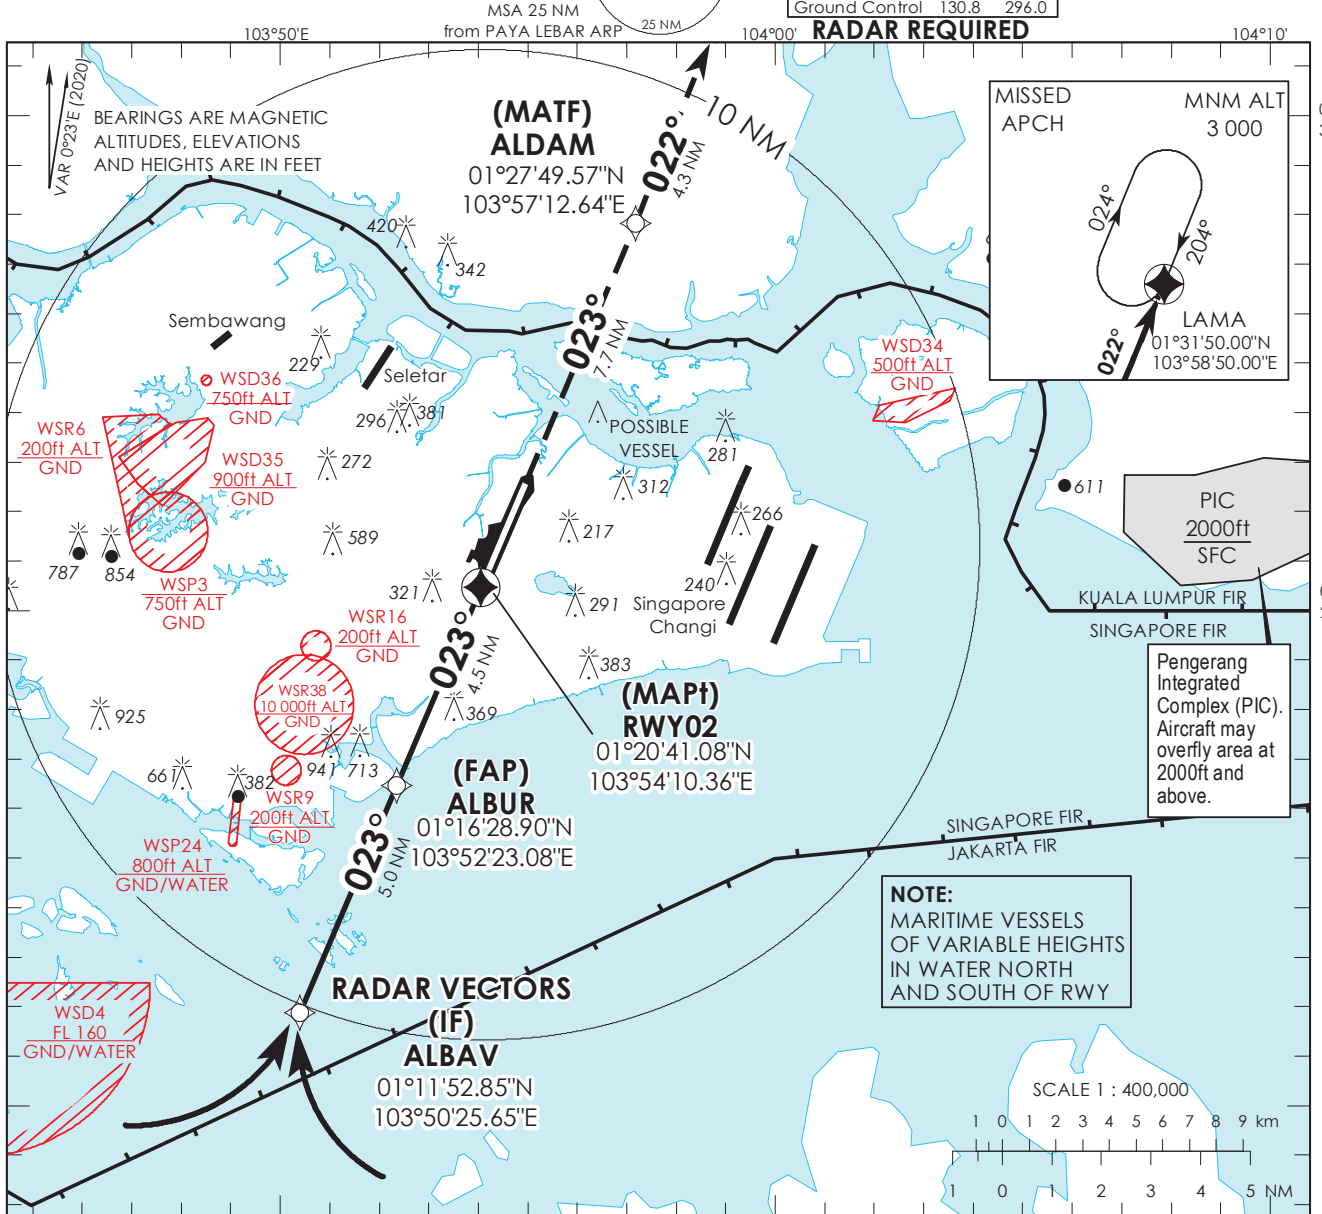 MSA 25 NM
from PAYA LEBAR ARP
25 NM
Ground Control 130.8 296.0
RADAR REQUIRED
103°50'E
104°00'
104°10'
VAR 0°23'E (2020)
BEARINGS ARE MAGNETIC
ALTITUDES, ELEVATIONS
AND HEIGHTS ARE IN FEET
(MATF)
ALDAM
01°27'49.57"N
103°57'12.64"E
022°
4.3 NM
10 NM
MISSED
APCH
MNM ALT
3 000
024°
204°
022°
LAMA
01°31'50.00"N
103°58'50.00"E
420
342
Sembawang
229
Seletar
023°
7.7 NM
WSD34
500ft ALT
GND
WSD36
750ft ALT
GND
296
381
POSSIBLE
VESSEL
281
WSR6
200ft ALT
GND
WSD35
900ft ALT
GND
272
312
611
PIC
2000ft
SFC
266
217
589
787
854
WSP3
750ft ALT
GND
321
291
240
Singapore
Changi
KUALA LUMPUR FIR
SINGAPORE FIR
WSR16
200ft ALT
GND
023°
4.5 NM
383
Pengerang
Integrated
Complex (PIC).
Aircraft may
overfly area at
2000ft and
above.
WSR38
10 000ft ALT
GND
925
369
(MAPt)
RWY02
01°20'41.08"N
103°54'10.36"E
941
713
661
382
WSR9
200ft ALT
GND
(FAP)
ALBUR
01°16'28.90"N
103°52'23.08"E
WSP24
800ft ALT
GND/WATER
023°
5.0 NM
SINGAPORE FIR
JAKARTA FIR
NOTE:
MARITIME VESSELS
OF VARIABLE HEIGHTS
IN WATER NORTH
AND SOUTH OF RWY
RADAR VECTORS
(IF)
ALBAV
01°11'52.85"N
103°50'25.65"E
WSD4
FL 160
GND/WATER
SCALE 1 : 400,000
1 0 1 2 3 4 5 6 7 8 9 km
1 0 1 2 3 4 5 NM